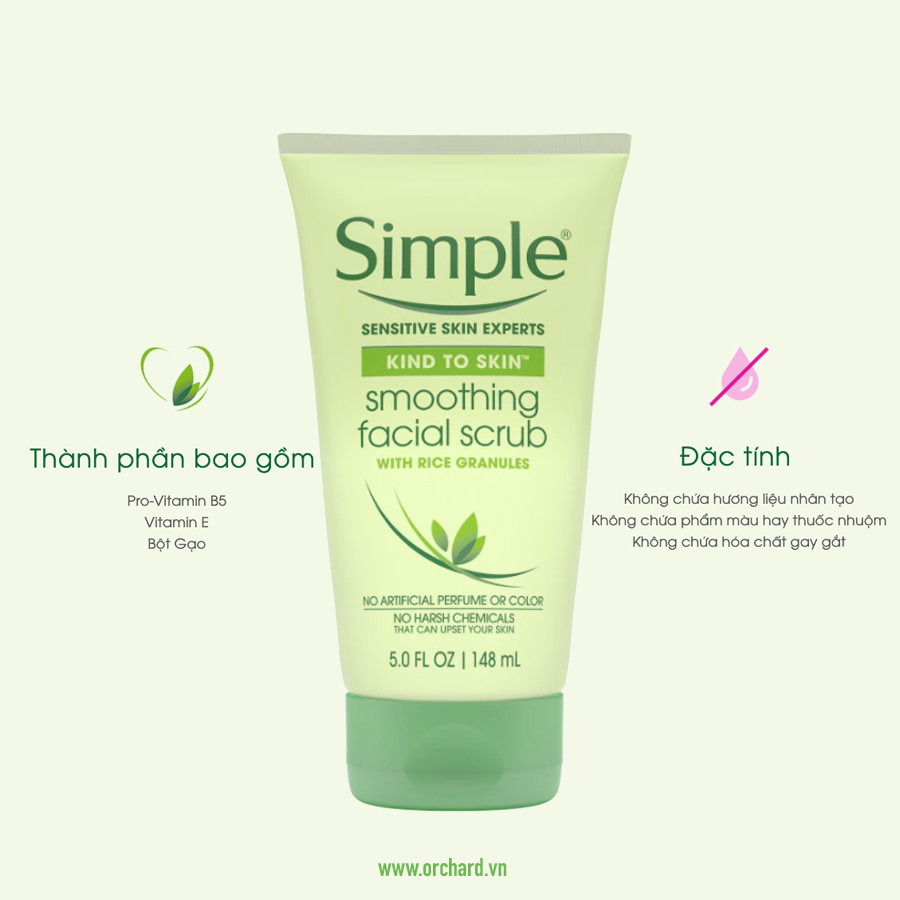 Simple®
SENSITIVE SKIN EXPERTS
KIND TO SKIN™
smoothing
facial scrub
WITH RICE GRANULES
NO ARTIFICIAL PERFUME OR COLOR
NO HARSH CHEMICALS
THAT CAN UPSET YOUR SKIN
5.0 FL OZ | 148 mL
Thành phần bao gồm
Pro-Vitamin B5
Vitamin E
Bột Gạo
Đặc tính
Không chứa hương liệu nhân tạo
Không chứa phẩm màu hay thuốc nhuộm
Không chứa hóa chất gay gắt
www.orchard.vn